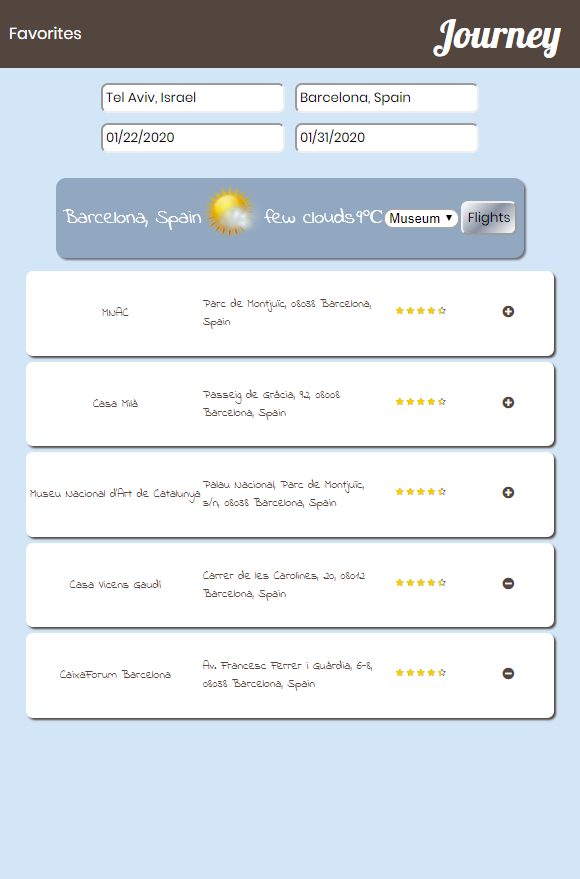 Favorites
Journey
Tel Aviv, Israel
Barcelona, Spain
01/22/2020
01/31/2020
Barcelona, Spain few clouds 9°C Museum Flights
MNAC
Parc de Montjuïc, 08038 Barcelona,
Spain
Casa Milà
Passeig de Gràcia, 92, 08008
Barcelona, Spain
Museu Nacional d'Art de Catalunya
Palau Nacional, Parc de Montjuïc,
s/n, 08038 Barcelona, Spain
Casa Vicens Gaudí
Carrer de les Carolines, 20, 08012
Barcelona, Spain
CaixaForum Barcelona
Av. Francesc Ferrer i Guàrdia, 6-8,
08038 Barcelona, Spain